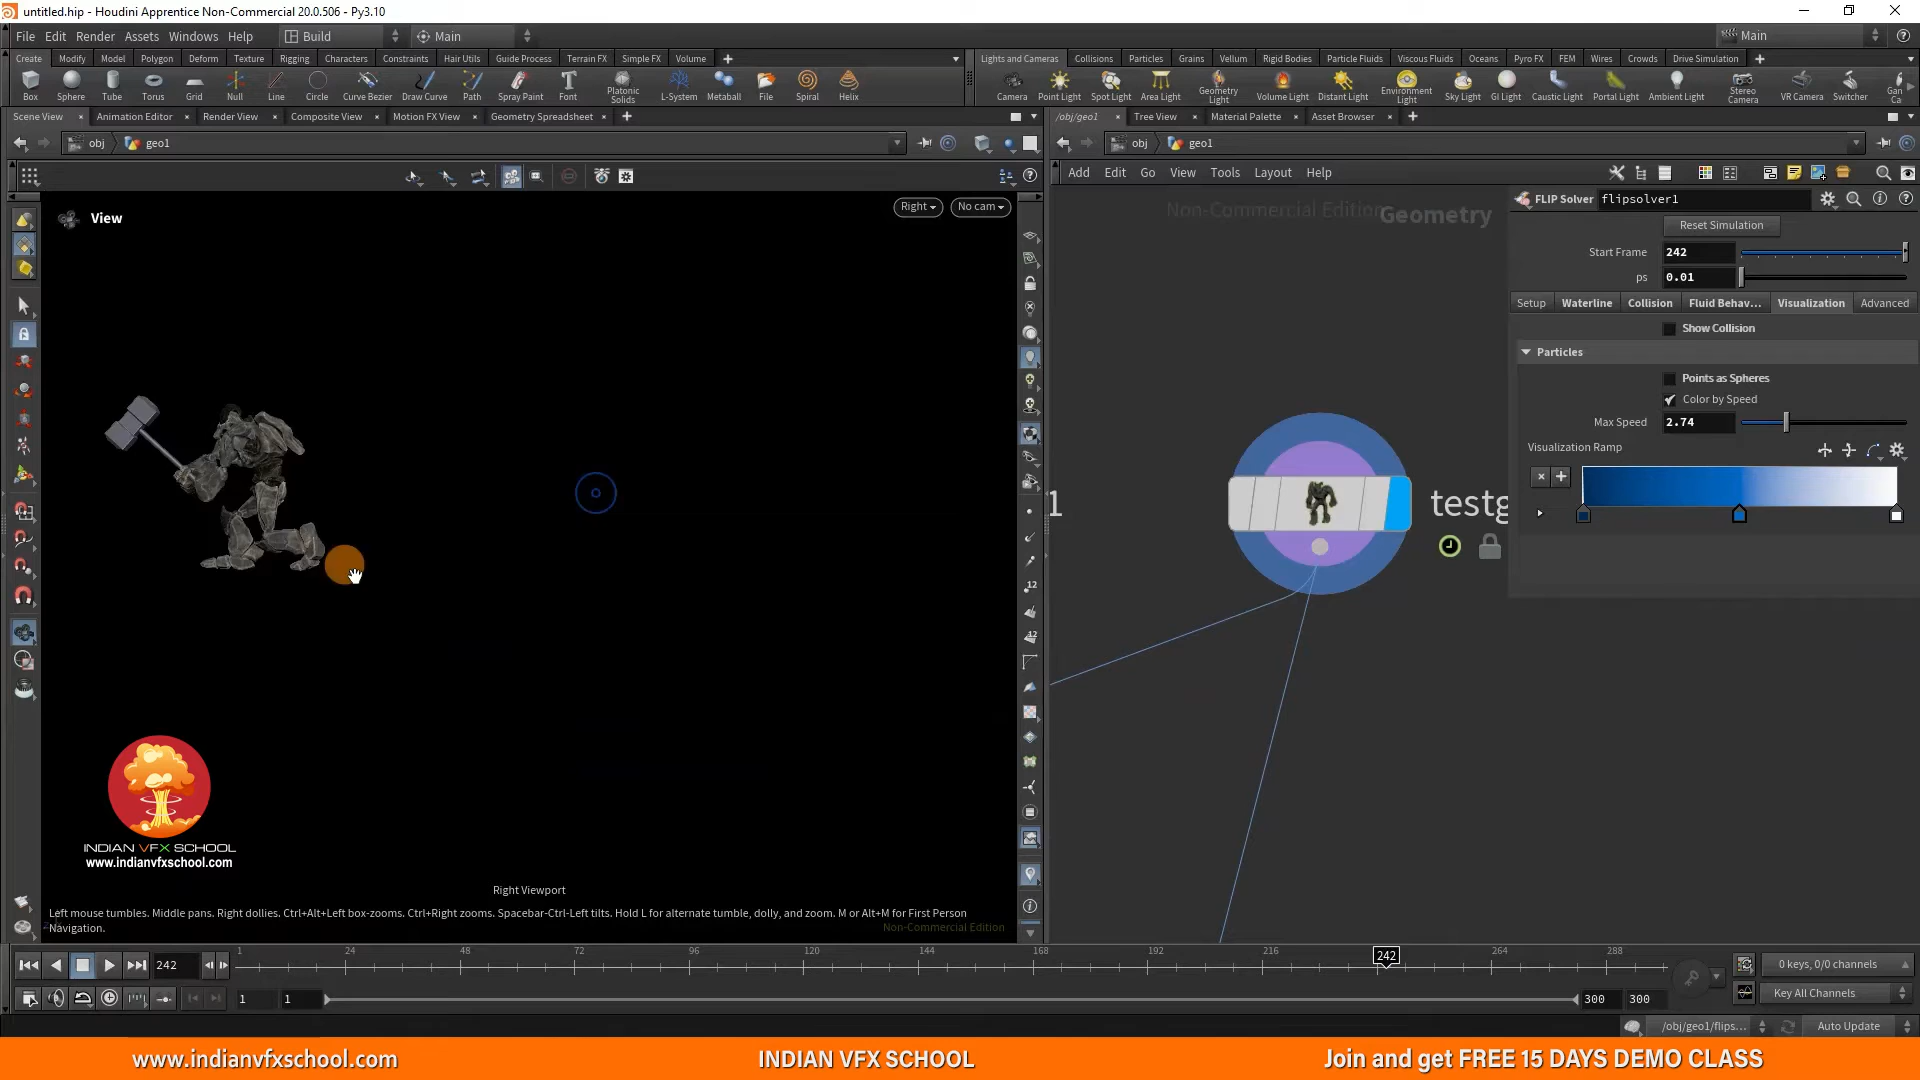 untitled.hip - Houdini Apprentice Non-Commercial 20.0.506 - Py3.10
File Edit Render Assets Windows Help Build Main Main
Create Modify Model Polygon Deform Texture Rigging Characters Constraints Hair Utils Guide Process Terrain FX Simple FX Volume
Lights and Cameras Collisions Particles Grains Vellum Rigid Bodies Particle Fluids Viscous Fluids Oceans Pyro FX FEM Wires Crowds Drive Simulation
Box Sphere Tube Torus Grid Null Line Circle Curve Bezier Draw Curve Path Spray Paint Font Platonic Solids L-System Metaball File Spiral Helix
Camera Point Light Spot Light Area Light Geometry Light Volume Light Distant Light Environment Light Sky Light GI Light Caustic Light Portal Light Ambient Light Stereo Camera VR Camera Switcher Gan Ca
Scene View Animation Editor Render View Composite View Motion FX View Geometry Spreadsheet
/obj/geo1 Tree View Material Palette Asset Browser
obj geo1
obj geo1
Add Edit Go View Tools Layout Help
View
Right No cam
Non-Commercial Edition Geometry
FLIP Solver flipsolver1
Reset Simulation
Start Frame 242
ps 0.01
Setup Waterline Collision Fluid Behav... Visualization Advanced
Show Collision
Particles
Points as Spheres
Color by Speed
Max Speed 2.74
Visualization Ramp
1
testg
12
12
INDIAN VFX SCHOOL
www.indianvfxschool.com
Right Viewport
Left mouse tumbles. Middle pans. Right dollies. Ctrl+Alt+Left box-zooms. Ctrl+Right zooms. Spacebar-Ctrl-Left tilts. Hold L for alternate tumble, dolly, and zoom. M or Alt+M for First Person
Navigation.
Non-Commercial Edition
242
1 24 48 72 96 120 144 168 192 216 242 264 288
0 keys, 0/0 channels
1 1 300 300
Key All Channels
/obj/geo1/flips... Auto Update
www.indianvfxschool.com INDIAN VFX SCHOOL Join and get FREE 15 DAYS DEMO CLASS